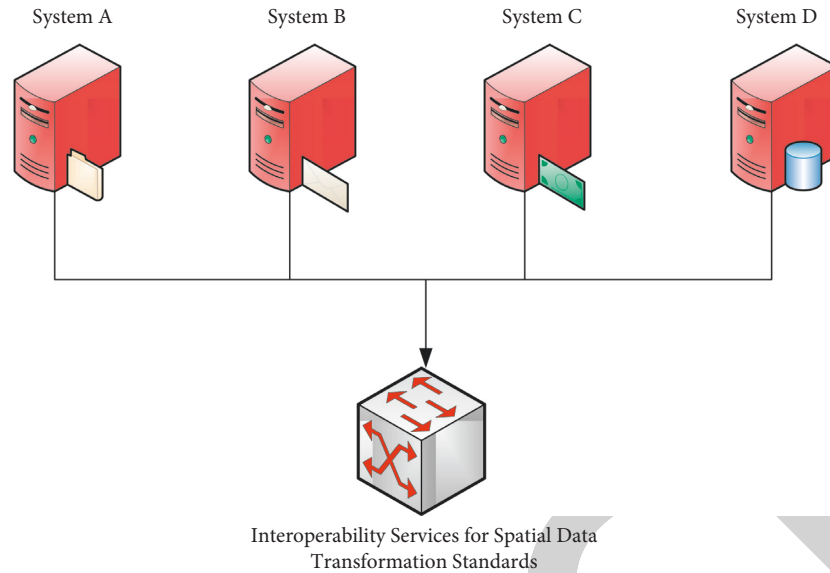 System A
System B
System C
System D
Interoperability Services for Spatial Data
Transformation Standards